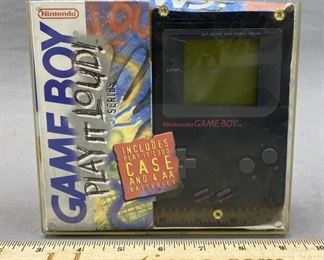 Nintendo
GAME BOY
PLAY IT LOUD!
SERIES
INCLUDES
PLAY IT LOUD
CASE
AND 4 AA
BATTERIES
Nintendo GAME BOY